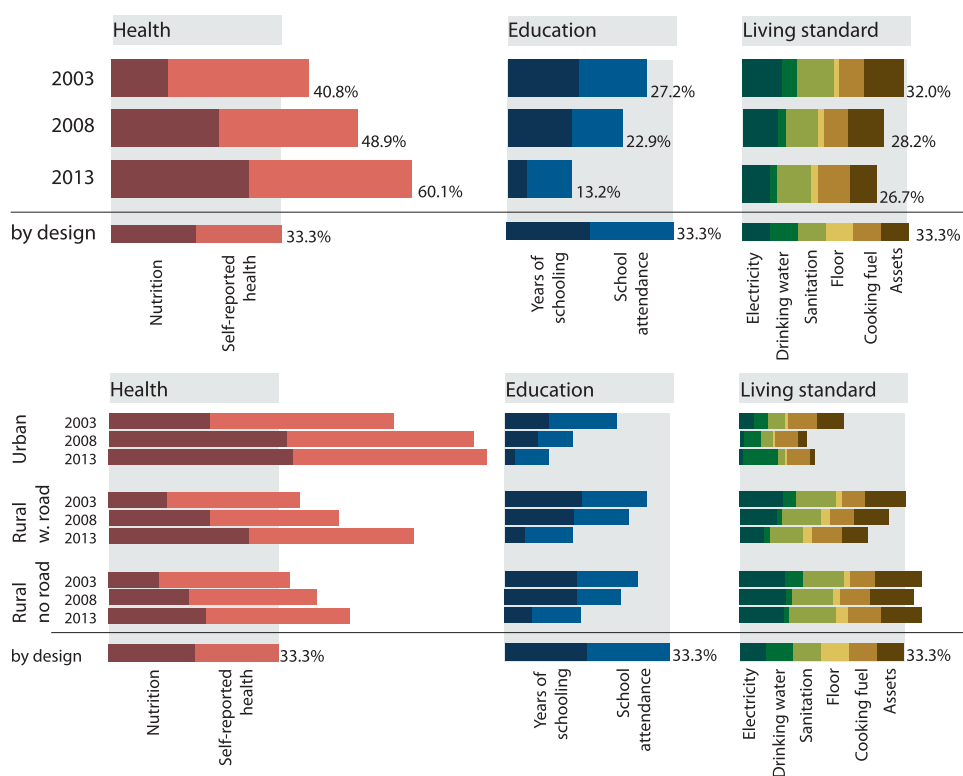 Health Education Living standard
2003 40.8% 27.2% 32.0%
2008 48.9% 22.9% 28.2%
2013 60.1% 13.2% 26.7%
by design 33.3% 33.3% 33.3%
Nutrition
Self-reported
health
Years of
schooling
School
attendance
Electricity
Drinking water
Sanitation
Floor
Cooking fuel
Assets
Health Education Living standard
Urban
2003
2008
2013
Rural
w. road
2003
2008
2013
Rural
no road
2003
2008
2013
by design 33.3% 33.3% 33.3%
Nutrition
Self-reported
health
Years of
schooling
School
attendance
Electricity
Drinking water
Sanitation
Floor
Cooking fuel
Assets